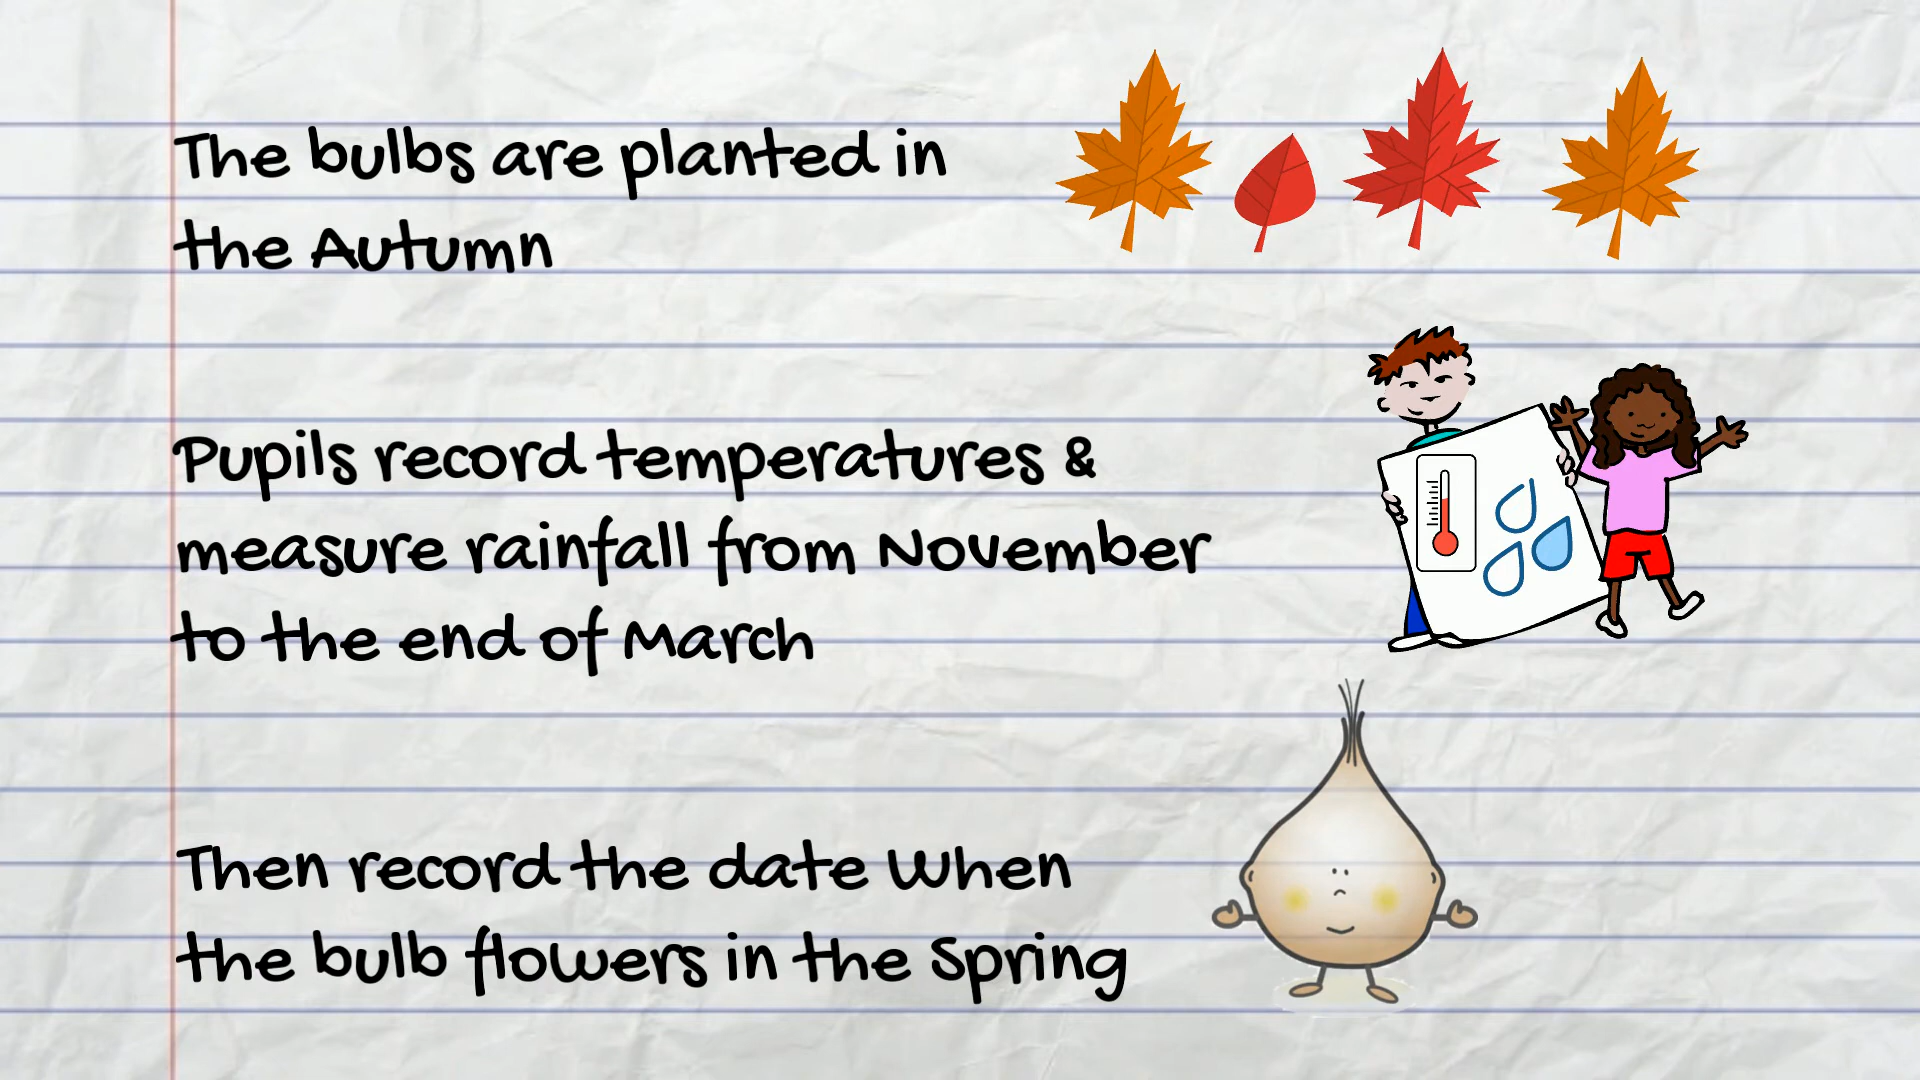 The bulbs are planted in
the Autumn
Pupils record temperatures &
measure rainfall from November
to the end of March
Then record the date when
the bulb flowers in the Spring